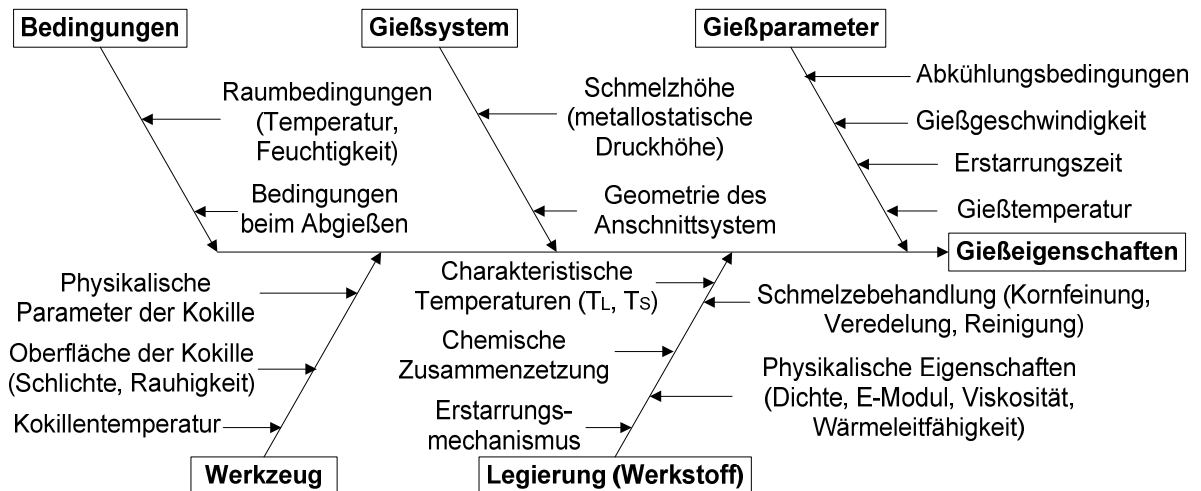 Bedingungen
Gießsystem
Gießparameter
Raumbedingungen
(Temperatur,
Feuchtigkeit)
Bedingungen
beim Abgießen
Schmelzhöhe
(metallostatische
Druckhöhe)
Geometrie des
Anschnittsystem
Abkühlungsbedingungen
Gießgeschwindigkeit
Erstarrungszeit
Gießtemperatur
Gießeigenschaften
Physikalische
Parameter der Kokille
Oberfläche der Kokille
(Schlichte, Rauhigkeit)
Kokillentemperatur
Werkzeug
Charakteristische
Temperaturen (TL, TS)
Chemische
Zusammenzetzung
Erstarrungs-
mechanismus
Schmelzebehandlung (Kornfeinung,
Veredelung, Reinigung)
Physikalische Eigenschaften
(Dichte, E-Modul, Viskosität,
Wärmeleitfähigkeit)
Legierung (Werkstoff)